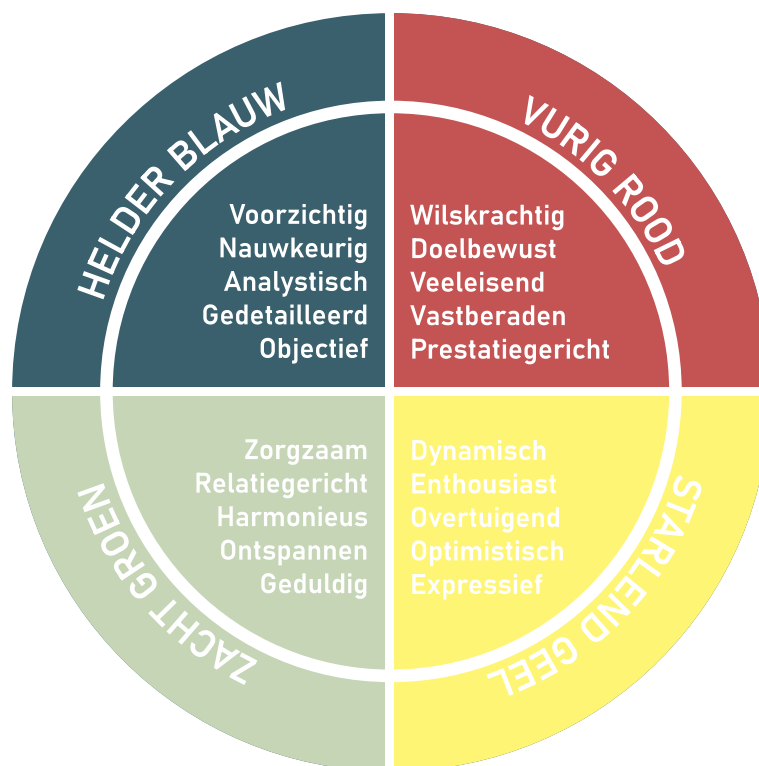 HELDER BLAUW
Voorzichtig
Nauwkeurig
Analystisch
Gedetailleerd
Objectief
VURIG ROOD
Wilskrachtig
Doelbewust
Veeleisend
Vastberaden
Prestatiegericht
ZACHT GROEN
Zorgzaam
Relatiegericht
Harmonieus
Ontspannen
Geduldig
STARLEND GEEL
Dynamisch
Enthousiast
Overtuigend
Optimistisch
Expressief